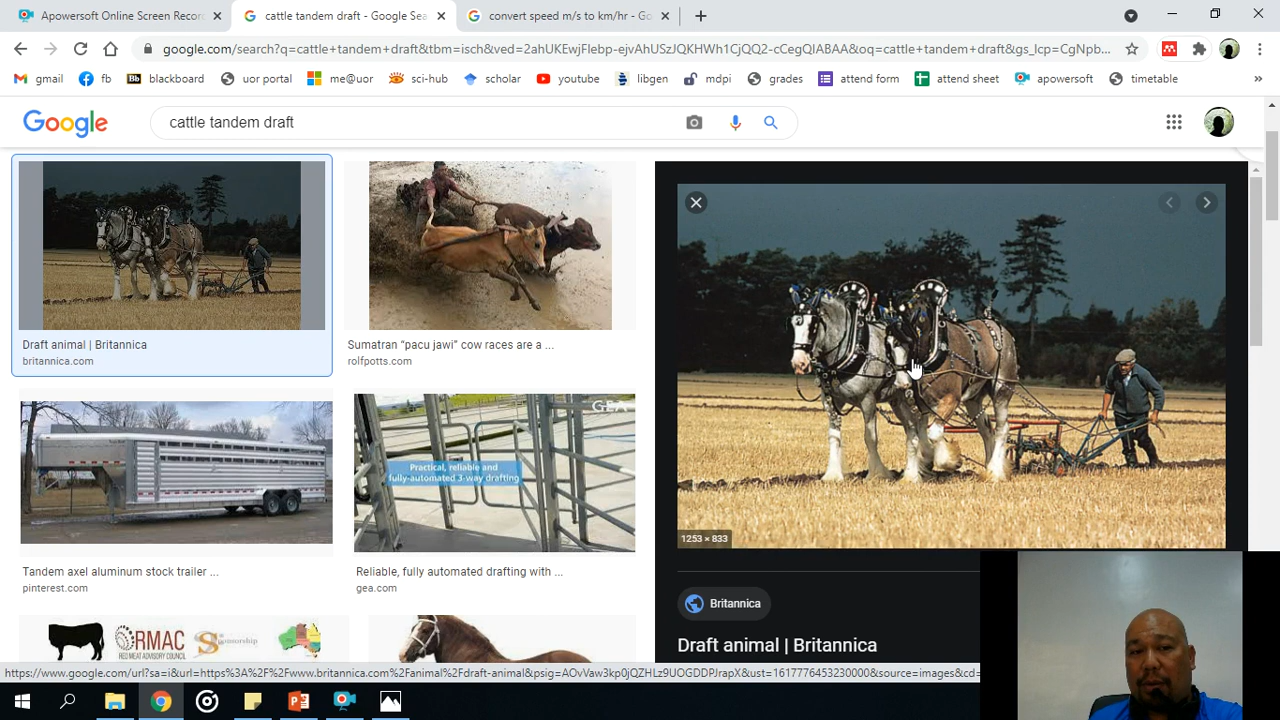 Apowersoft Online Screen Recor
cattle tandem draft - Google Sea
convert speed m/s to km/hr - Go
google.com/search?q=cattle+tandem+draft&tbm=isch&ved=2ahUKEwjFlebp-ejvAhUSzJQKHWh1CjQQ2-cCegQIABAA&oq=cattle+tandem+draft&gs_lcp=CgNpb...
gmail fb blackboard uor portal me@uor sci-hub scholar youtube libgen mdpi grades attend form attend sheet apowersoft timetable »
Google
cattle tandem draft
Draft animal | Britannica
britannica.com
Sumatran “pacu jawi” cow races are a ...
rolfpotts.com
GEA
Practical, reliable and
fully-automated 3-way drafting
Tandem axel aluminum stock trailer ...
pinterest.com
Reliable, fully automated drafting with ...
gea.com
RMAC
RED MEAT ADVISORY COUNCIL
1253 × 833
Britannica
Draft animal | Britannica
https://www.google.com/url?sa=i&url=https%3A%2F%2Fwww.britannica.com%2Fanimal%2Fdraft-animal&psig=AOvVaw3kp0jQZHLz9UOGDDPJrapX&ust=1617776453230000&source=images&cd=